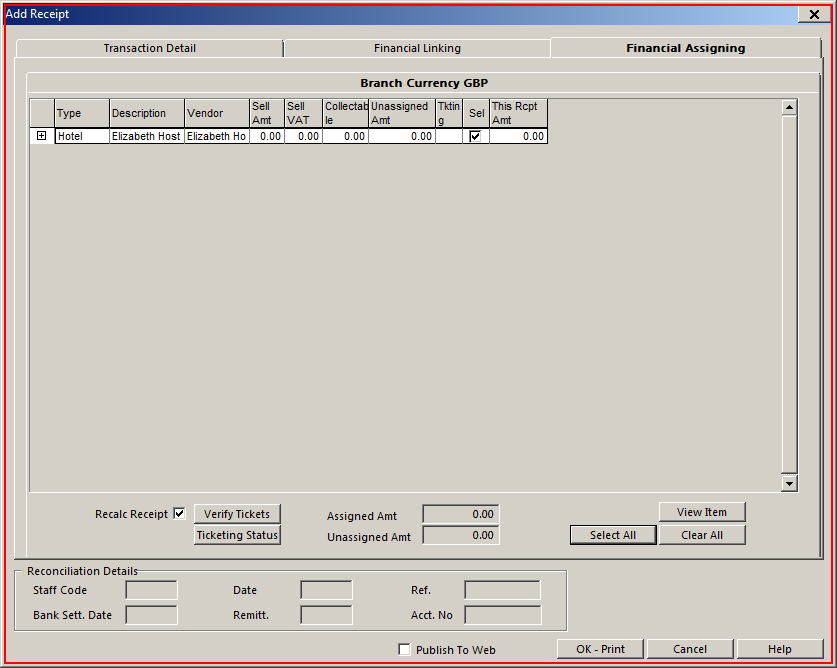 Add Receipt
Transaction Detail Financial Linking Financial Assigning
Branch Currency GBP
Type Description Vendor Sell Amt Sell VAT Collectab le Unassigned Amt Tktin g Sel This Rcpt Amt
Hotel Elizabeth Host Elizabeth Ho 0.00 0.00 0.00 0.00 0.00
Recalc Receipt Verify Tickets Assigned Amt 0.00 View Item
Ticketing Status Unassigned Amt 0.00 Select All Clear All
Reconciliation Details
Staff Code Date Ref.
Bank Sett. Date Remitt. Acct. No
Publish To Web OK - Print Cancel Help